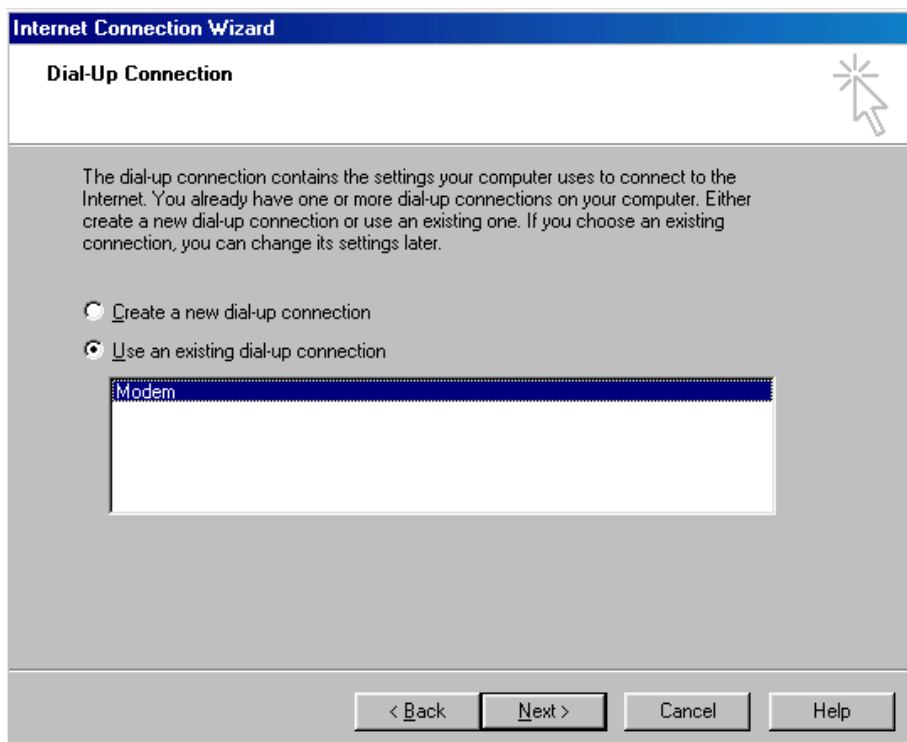 Internet Connection Wizard
Dial-Up Connection
The dial-up connection contains the settings your computer uses to connect to the
Internet. You already have one or more dial-up connections on your computer. Either
create a new dial-up connection or use an existing one. If you choose an existing
connection, you can change its settings later.
Create a new dial-up connection
Use an existing dial-up connection
Modem
< Back
Next >
Cancel
Help